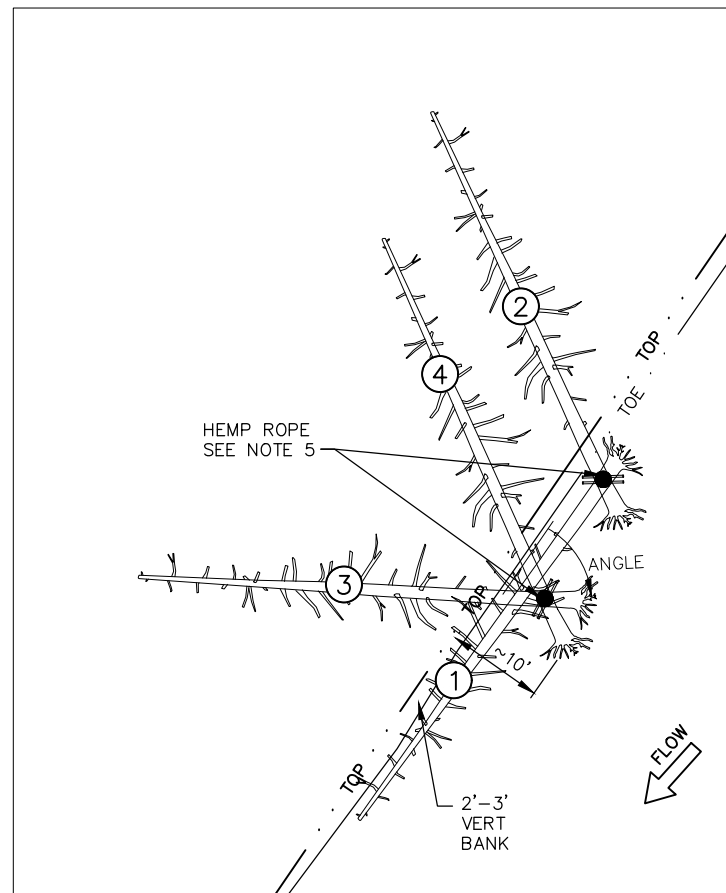 2
TOP
TOE
4
HEMP ROPE
SEE NOTE 5
ANGLE
3
TOP
~10'
1
FLOW
TOP
2'-3'
VERT
BANK